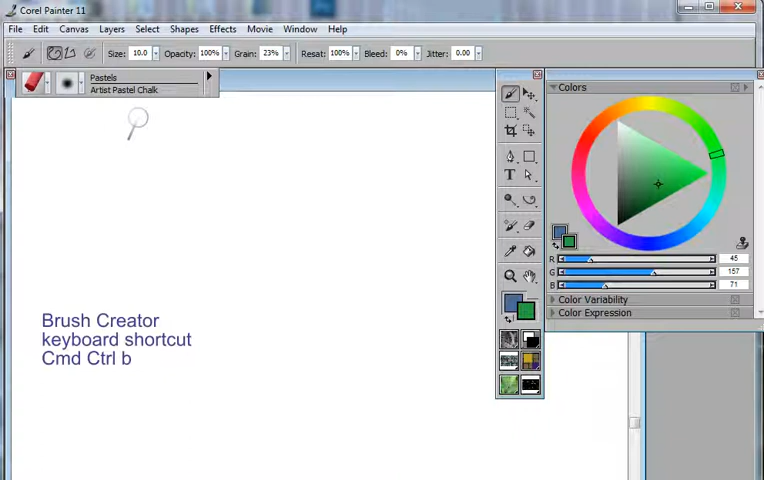 Corel Painter 11
File Edit Canvas Layers Select Shapes Effects Movie Window Help
Size: 10.0 Opacity: 100% Grain: 23% Resat: 100% Bleed: 0% Jitter: 0.00
Pastels
Artist Pastel Chalk
Colors
T
R 45
G 157
B 71
Color Variability
Color Expression
Brush Creator
keyboard shortcut
Cmd Ctrl b